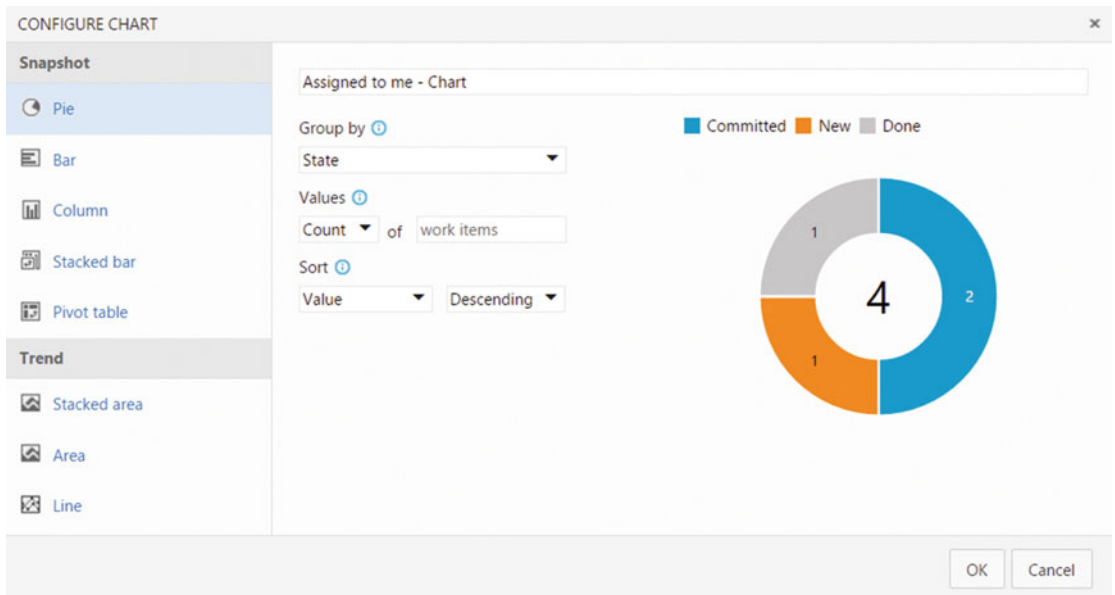 CONFIGURE CHART ×
Snapshot
Pie
Bar
Column
Stacked bar
Pivot table
Trend
Stacked area
Area
Line
Assigned to me - Chart
Group by
State
Values
Count of work items
Sort
Value Descending
Committed New Done
1
2
4
1
OK Cancel